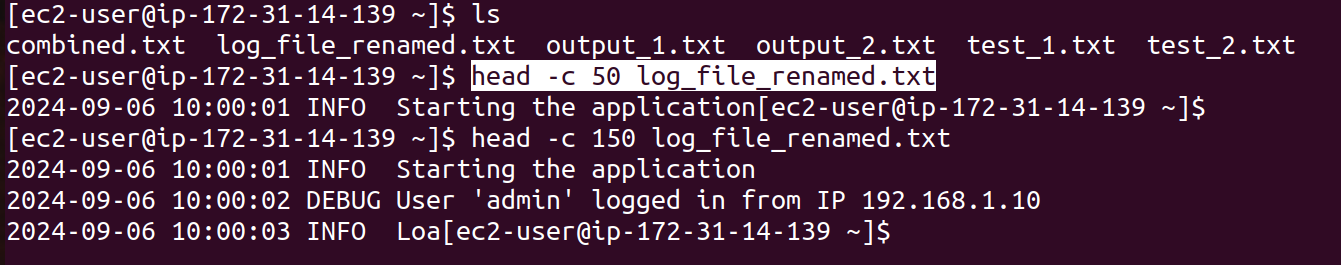 [ec2-user@ip-172-31-14-139 ~]$ ls
combined.txt  log_file_renamed.txt  output_1.txt  output_2.txt  test_1.txt  test_2.txt
[ec2-user@ip-172-31-14-139 ~]$ head -c 50 log_file_renamed.txt
2024-09-06 10:00:01 INFO  Starting the application[ec2-user@ip-172-31-14-139 ~]$
[ec2-user@ip-172-31-14-139 ~]$ head -c 150 log_file_renamed.txt
2024-09-06 10:00:01 INFO  Starting the application
2024-09-06 10:00:02 DEBUG User 'admin' logged in from IP 192.168.1.10
2024-09-06 10:00:03 INFO  Loa[ec2-user@ip-172-31-14-139 ~]$